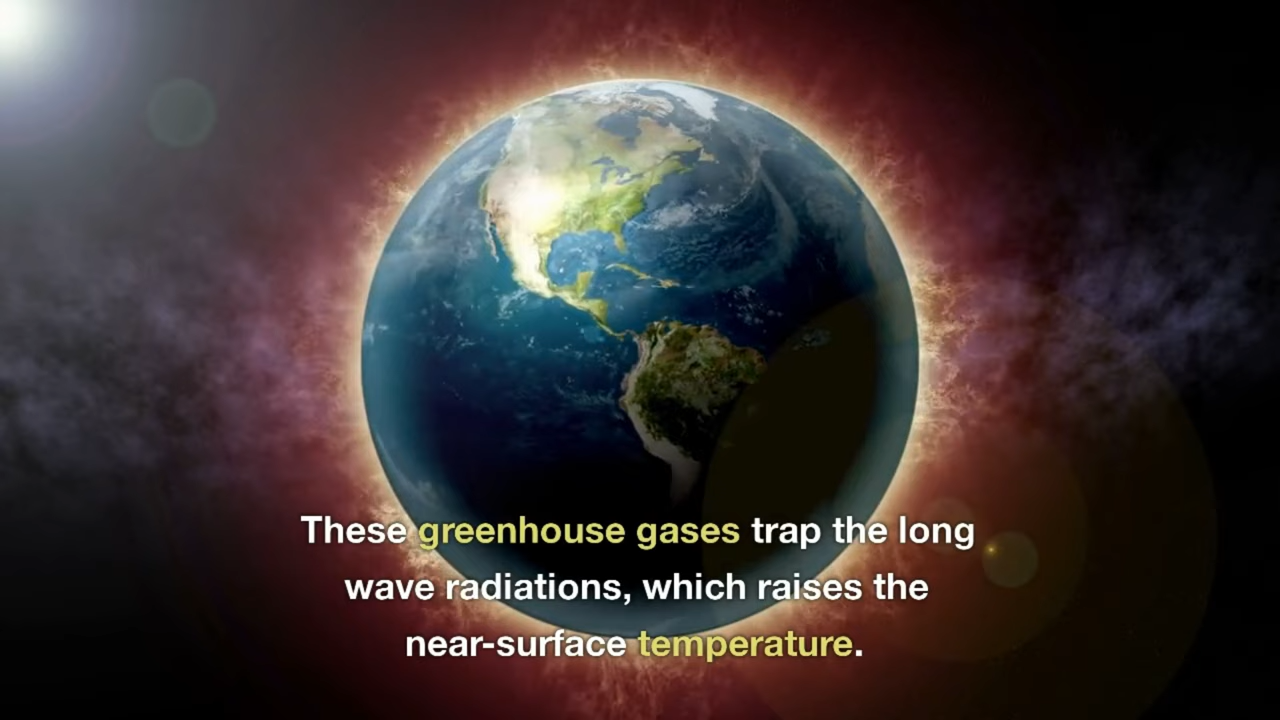 These greenhouse gases trap the long
wave radiations, which raises the
near-surface temperature.